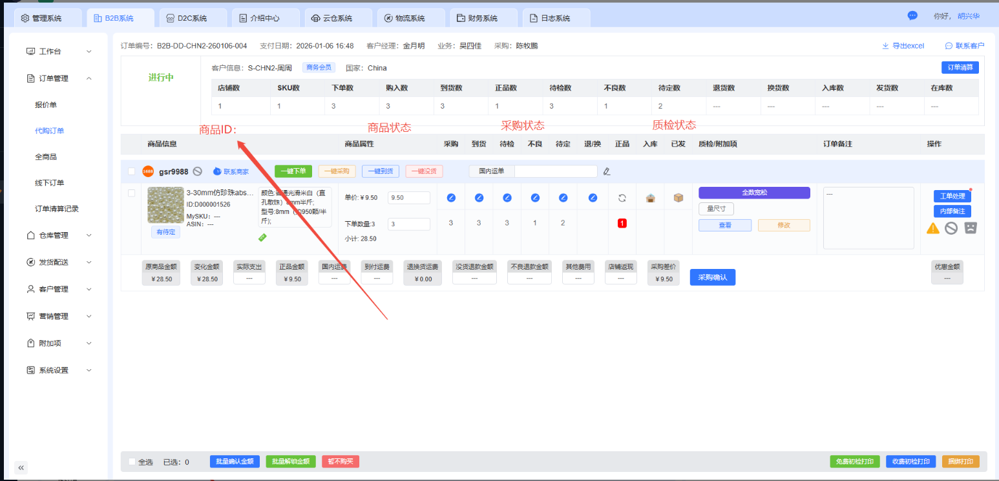 管理系统 B2B系统 D2C系统 介绍中心 云仓系统 物流系统 财务系统 日志系统 你好， 胡兴华
工作台
订单管理
报价单
代购订单
全商品
线下订单
订单清算记录
仓库管理
发货配送
客户管理
营销管理
附加项
系统设置
订单编号：B2B-DD-CHN2-260106-004 支付日期：2026-01-06 16:48 客户经理：金月明 业务：吴四佳 采购：陈牧鹏 导出excel 联系客户
进行中
客户信息：S-CHN2-周周 商务会员 国家：China 订单清算
店铺数 SKU数 下单数 购入数 到货数 正品数 待检数 不良数 待定数 退货数 换货数 入库数 发货数 在库数
1 1 3 3 3 1 3 1 2 --- --- --- --- ---
商品ID： 商品状态 采购状态 质检状态
商品信息 商品属性 采购 到货 待检 不良 待定 退/换 正品 入库 已发 质检/附加项 订单备注 操作
1688 gsr9988 联系商家 一键下单 一键采购 一键到货 一键没货 国内运单
3-30mm仿珍珠abs...
ID:D000001526
MySKU： ---
ASIN： ---
有待定
颜色:普通光滑米白（直
孔散珠）8mm半斤;
型号:8mm（约950颗/半
斤);
单价: ¥ 9.50 9.50
下单数量:3 3
小计: 28.50
3 3 3 1 2 1
全数宽松
量尺寸
查看 修改
---
工单处理
内部备注
原商品金额 变化金额 实际支出 正品金额 国内运费 到付运费 退换货运费 没货退款金额 不良退款金额 其他费用 店铺返现 采购差价 采购确认 优惠金额
¥ 28.50 ¥ 28.50 --- ¥ 9.50 --- --- ¥ 0.00 --- --- --- --- ¥ 9.50 ---
全选 已选： 0 批量确认金额 批量解锁金额 暂不购买 免费初检打印 收费初检打印 捆绑打印